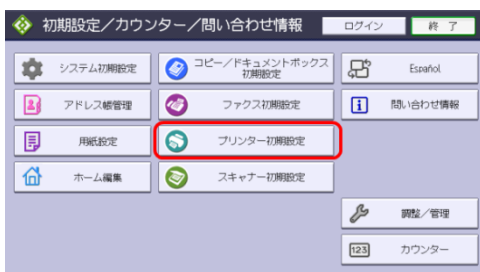 初期設定/カウンター/問い合わせ情報
ログイン
終 了
システム初期設定
コピー/ドキュメントボックス
初期設定
Español
アドレス帳管理
ファクス初期設定
問い合わせ情報
用紙設定
プリンター初期設定
ホーム編集
スキャナー初期設定
調整/管理
123
カウンター